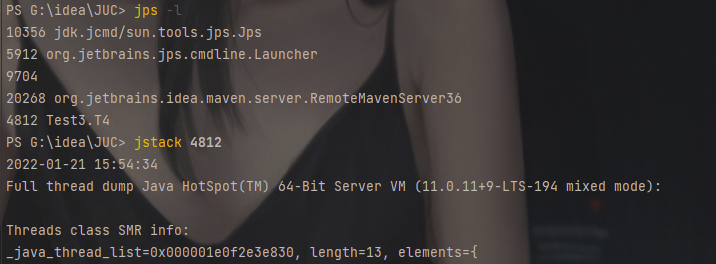 PS G:\idea\JUC> jps -l
10356 jdk.jcmd/sun.tools.jps.Jps
5912 org.jetbrains.jps.cmdline.Launcher
9704
20268 org.jetbrains.idea.maven.server.RemoteMavenServer36
4812 Test3.T4
PS G:\idea\JUC> jstack 4812
2022-01-21 15:54:34
Full thread dump Java HotSpot(TM) 64-Bit Server VM (11.0.11+9-LTS-194 mixed mode):
Threads class SMR info:
_java_thread_list=0x000001e0f2e3e830, length=13, elements={